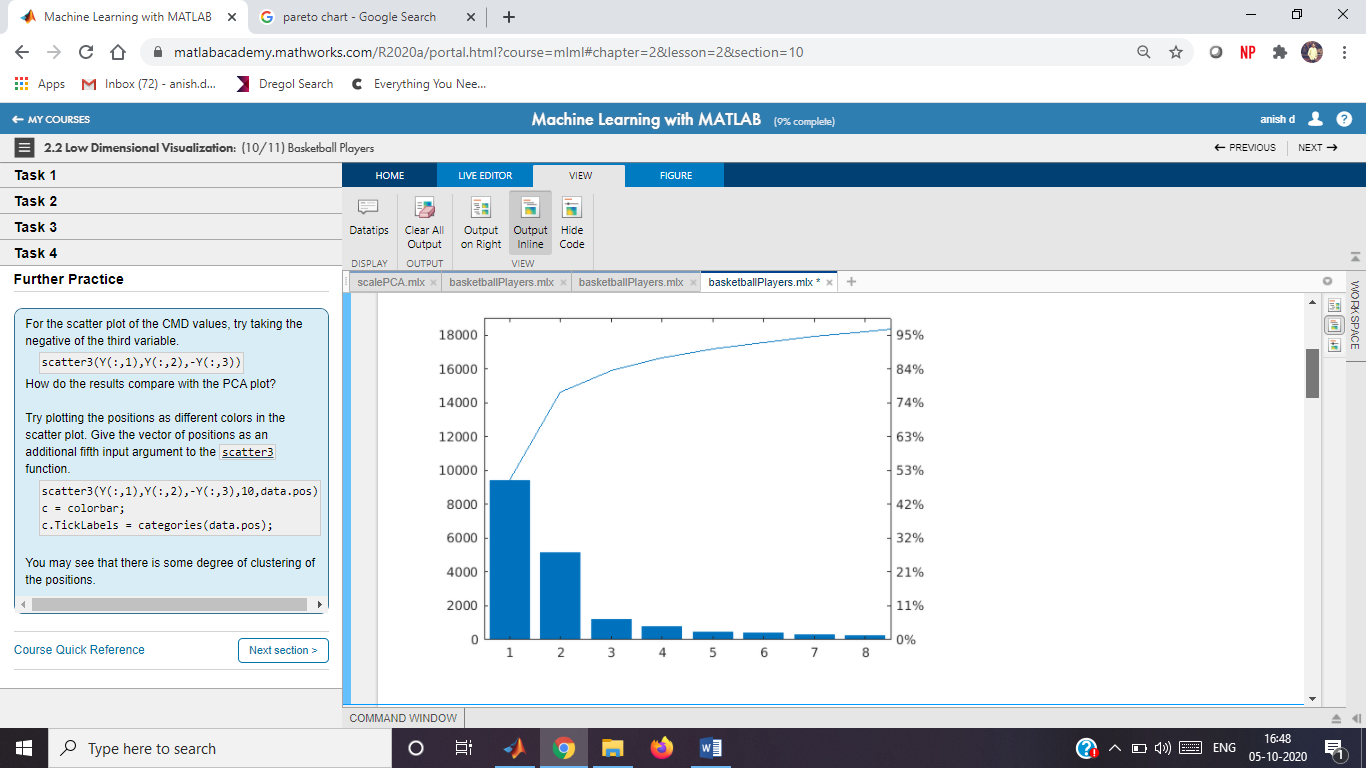 Machine Learning with MATLAB
pareto chart - Google Search
matlabacademy.mathworks.com/R2020a/portal.html?course=mlml#chapter=2&lesson=2&section=10
NP
Apps
Inbox (72) - anish.d...
Dregol Search
Everything You Nee...
MY COURSES
Machine Learning with MATLAB (9% complete)
anish d
2.2 Low Dimensional Visualization: (10/11) Basketball Players
PREVIOUS
NEXT
Task 1
Task 2
Task 3
Task 4
Further Practice
For the scatter plot of the CMD values, try taking the
negative of the third variable.
scatter3(Y(:,1),Y(:,2),-Y(:,3))
How do the results compare with the PCA plot?
Try plotting the positions as different colors in the
scatter plot. Give the vector of positions as an
additional fifth input argument to the scatter3
function.
scatter3(Y(:,1),Y(:,2),-Y(:,3),10,data.pos)
c = colorbar;
c.TickLabels = categories(data.pos);
You may see that there is some degree of clustering of
the positions.
Course Quick Reference
Next section >
HOME
LIVE EDITOR
VIEW
FIGURE
Datatips
Clear All
Output
Output
on Right
Output
Inline
Hide
Code
DISPLAY
OUTPUT
VIEW
scalePCA.mlx
basketballPlayers.mlx
basketballPlayers.mlx
basketballPlayers.mlx *
WORKSPACE
18000
16000
14000
12000
10000
8000
6000
4000
2000
0
95%
84%
74%
63%
53%
42%
32%
21%
11%
0%
1 2 3 4 5 6 7 8
COMMAND WINDOW
Type here to search
ENG
16:48
05-10-2020
1